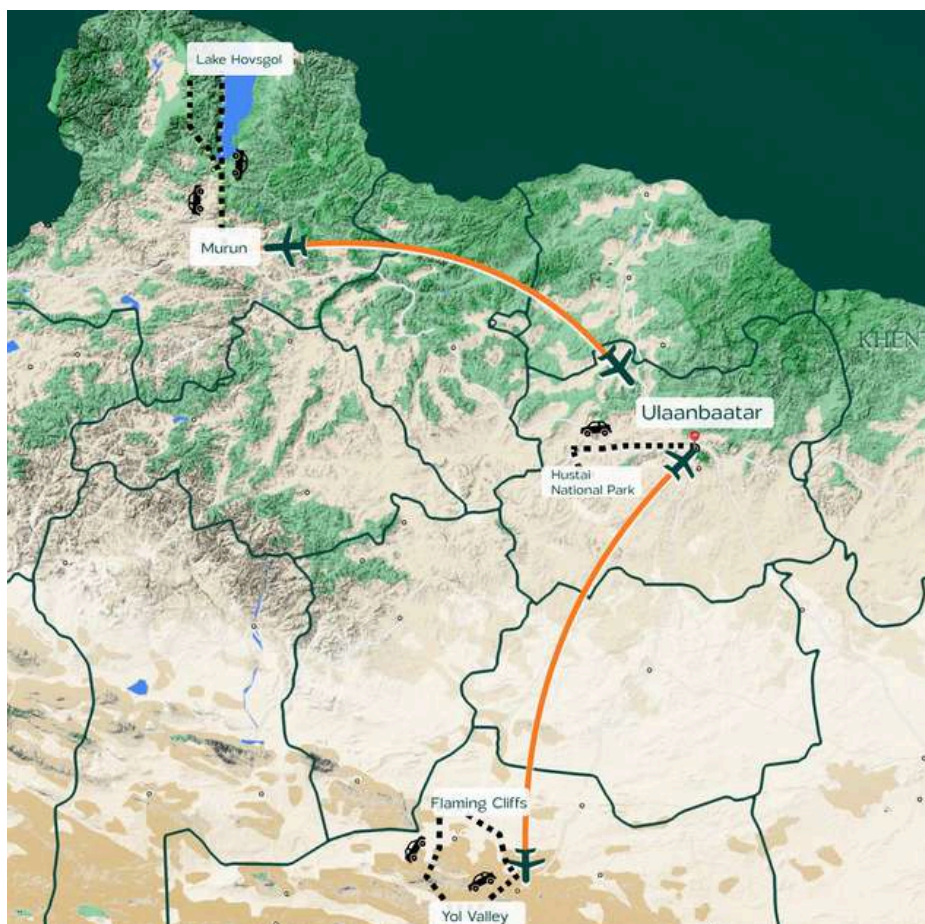 Lake Hovsgol
Murun
KHEN
Ulaanbaatar
Hustai
National Park
Flaming Cliffs
Yol Valley